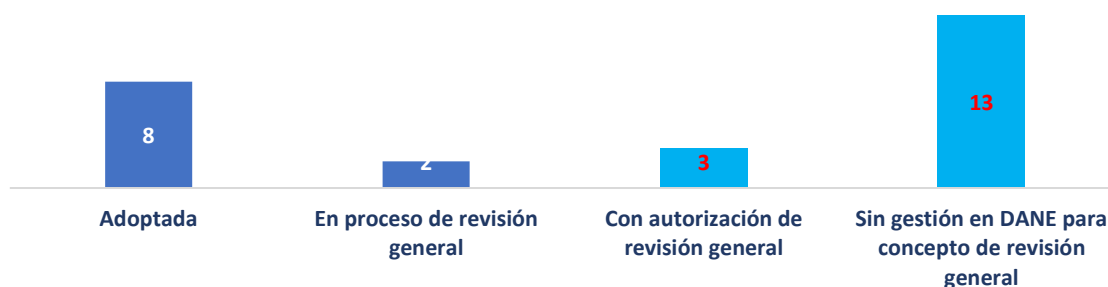 8
2
3
13
Adoptada
En proceso de revisión
general
Con autorización de
revisión general
Sin gestión en DANE para
concepto de revisión
general